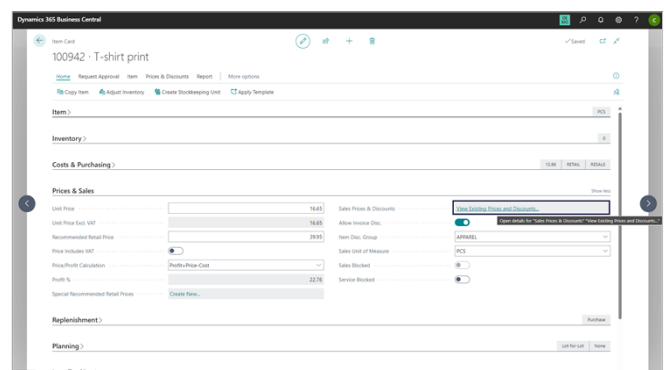 Dynamics 365 Business Central
Item Card
Saved
100942 · T-shirt print
Home Request Approval Item Prices & Discounts Report More options
Copy Item Adjust Inventory Create Stockkeeping Unit Apply Template
Item > PCS
Inventory > 0
Costs & Purchasing > RETAIL RESALE
Prices & Sales Show less
Unit Price 16.65 Sales Prices & Discounts View Existing Prices and Discounts...
Open details for "Sales Prices & Discounts" "View Existing Prices and Discounts..."
Unit Price Excl. VAT 16.65 Allow Invoice Disc.
Recommended Retail Price 39.95 Item Disc. Group APPAREL
Price Includes VAT Sales Unit of Measure PCS
Price/Profit Calculation Profit=Price-Cost Sales Blocked
Profit % 22.76 Service Blocked
Special Recommended Retail Prices Create New...
Replenishment > Purchase
Planning > Lot-for-Lot None